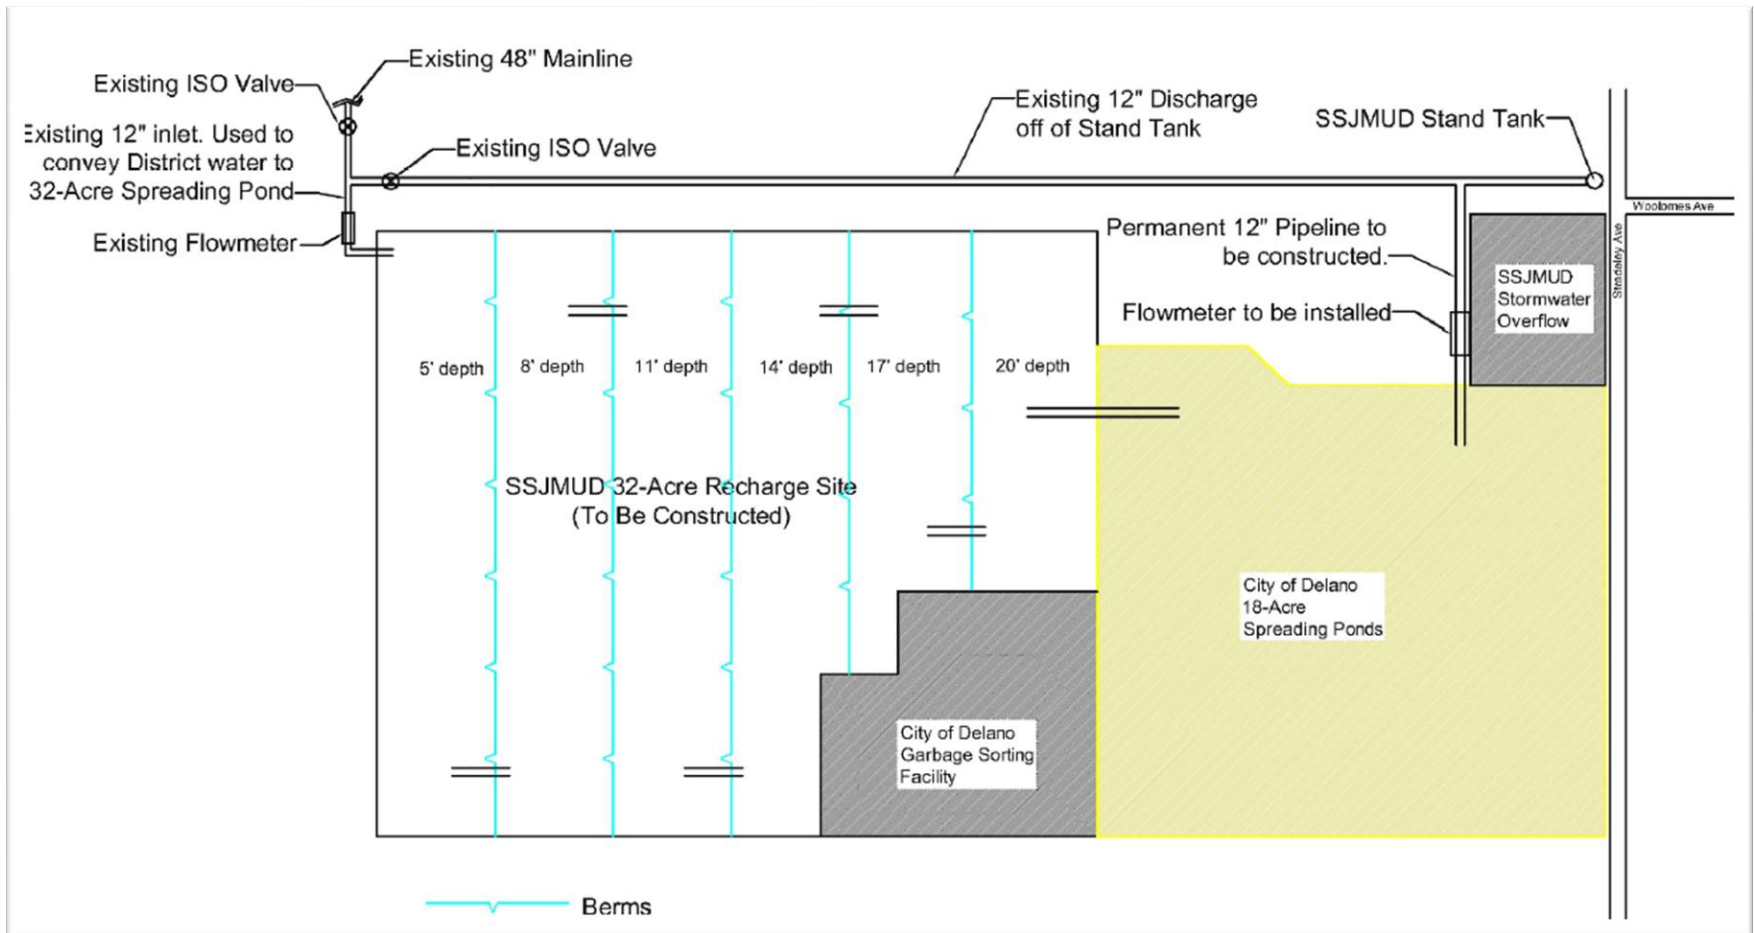 Existing 48" Mainline
Existing ISO Valve
Existing 12" inlet. Used to
convey District water to
32-Acre Spreading Pond
Existing Flowmeter
Existing ISO Valve
Existing 12" Discharge
off of Stand Tank
SSJMUD Stand Tank
Woolomes Ave
Stradeley Ave
Permanent 12" Pipeline to
be constructed.
Flowmeter to be installed
SSJMUD
Stormwater
Overflow
5' depth
8' depth
11' depth
14' depth
17' depth
20' depth
SSJMUD 32-Acre Recharge Site
(To Be Constructed)
City of Delano
18-Acre
Spreading Ponds
City of Delano
Garbage Sorting
Facility
Berms